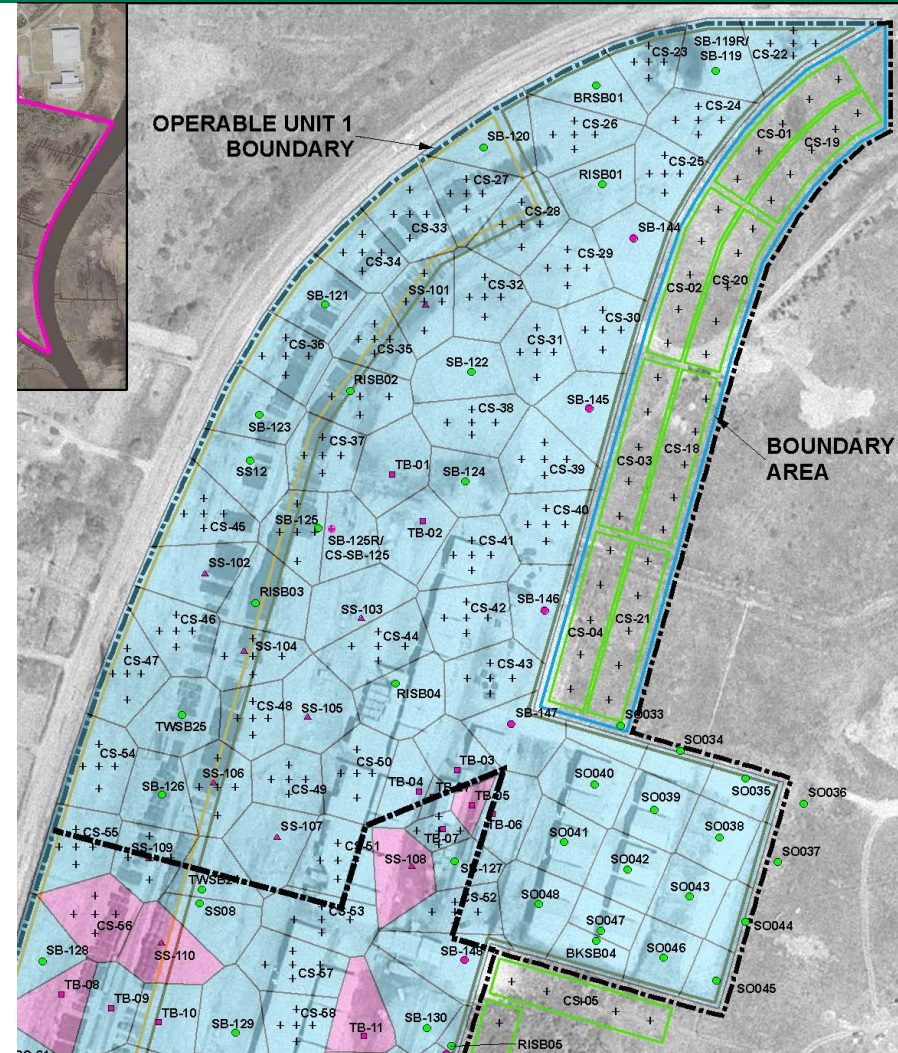 CS-23
SB-119R/
SB-119
CS-22
BRSB01
CS-24
OPERABLE UNIT 1
BOUNDARY
SB-120
CS-26
CS-01
CS-19
CS-25
CS-27
RISB01
CS-28
CS-33
SB-144
CS-34
CS-29
CS-02
CS-20
CS-32
SS-101
SB-121
CS-30
CS-35
CS-36
CS-31
SB-122
RISB02
SB-145
CS-38
SB-123
CS-37
CS-18
BOUNDARY
AREA
CS-03
CS-39
SS12
TB-01
SB-124
CS-40
CS-45
SB-125
TB-02
SB-125R/
CS-SB-125
CS-41
SS-102
RISB03
SS-103
CS-42
SB-146
CS-21
CS-46
CS-44
CS-04
SS-104
CS-47
CS-43
RISB04
CS-48
SS-105
TWSB25
SB-147
SO033
SO034
CS-54
CS-50
TB-03
SS-106
TB-04
SO040
SO035
SB-126
CS-49
TB-05
SO036
SO039
TB-06
CS-55
SS-107
TB-07
SO038
CS-51
SO041
SS-109
SS-108
SB-127
SO042
SO037
TWSB24
SO043
SS08
SO048
CS-53
CS-56
SO047
SO044
SB-128
SS-110
BKSB04
SO046
SB-148
CS-57
SO045
TB-08
CS-05
TB-09
TB-10
CS-58
SB-129
TB-11
SB-130
RISB05